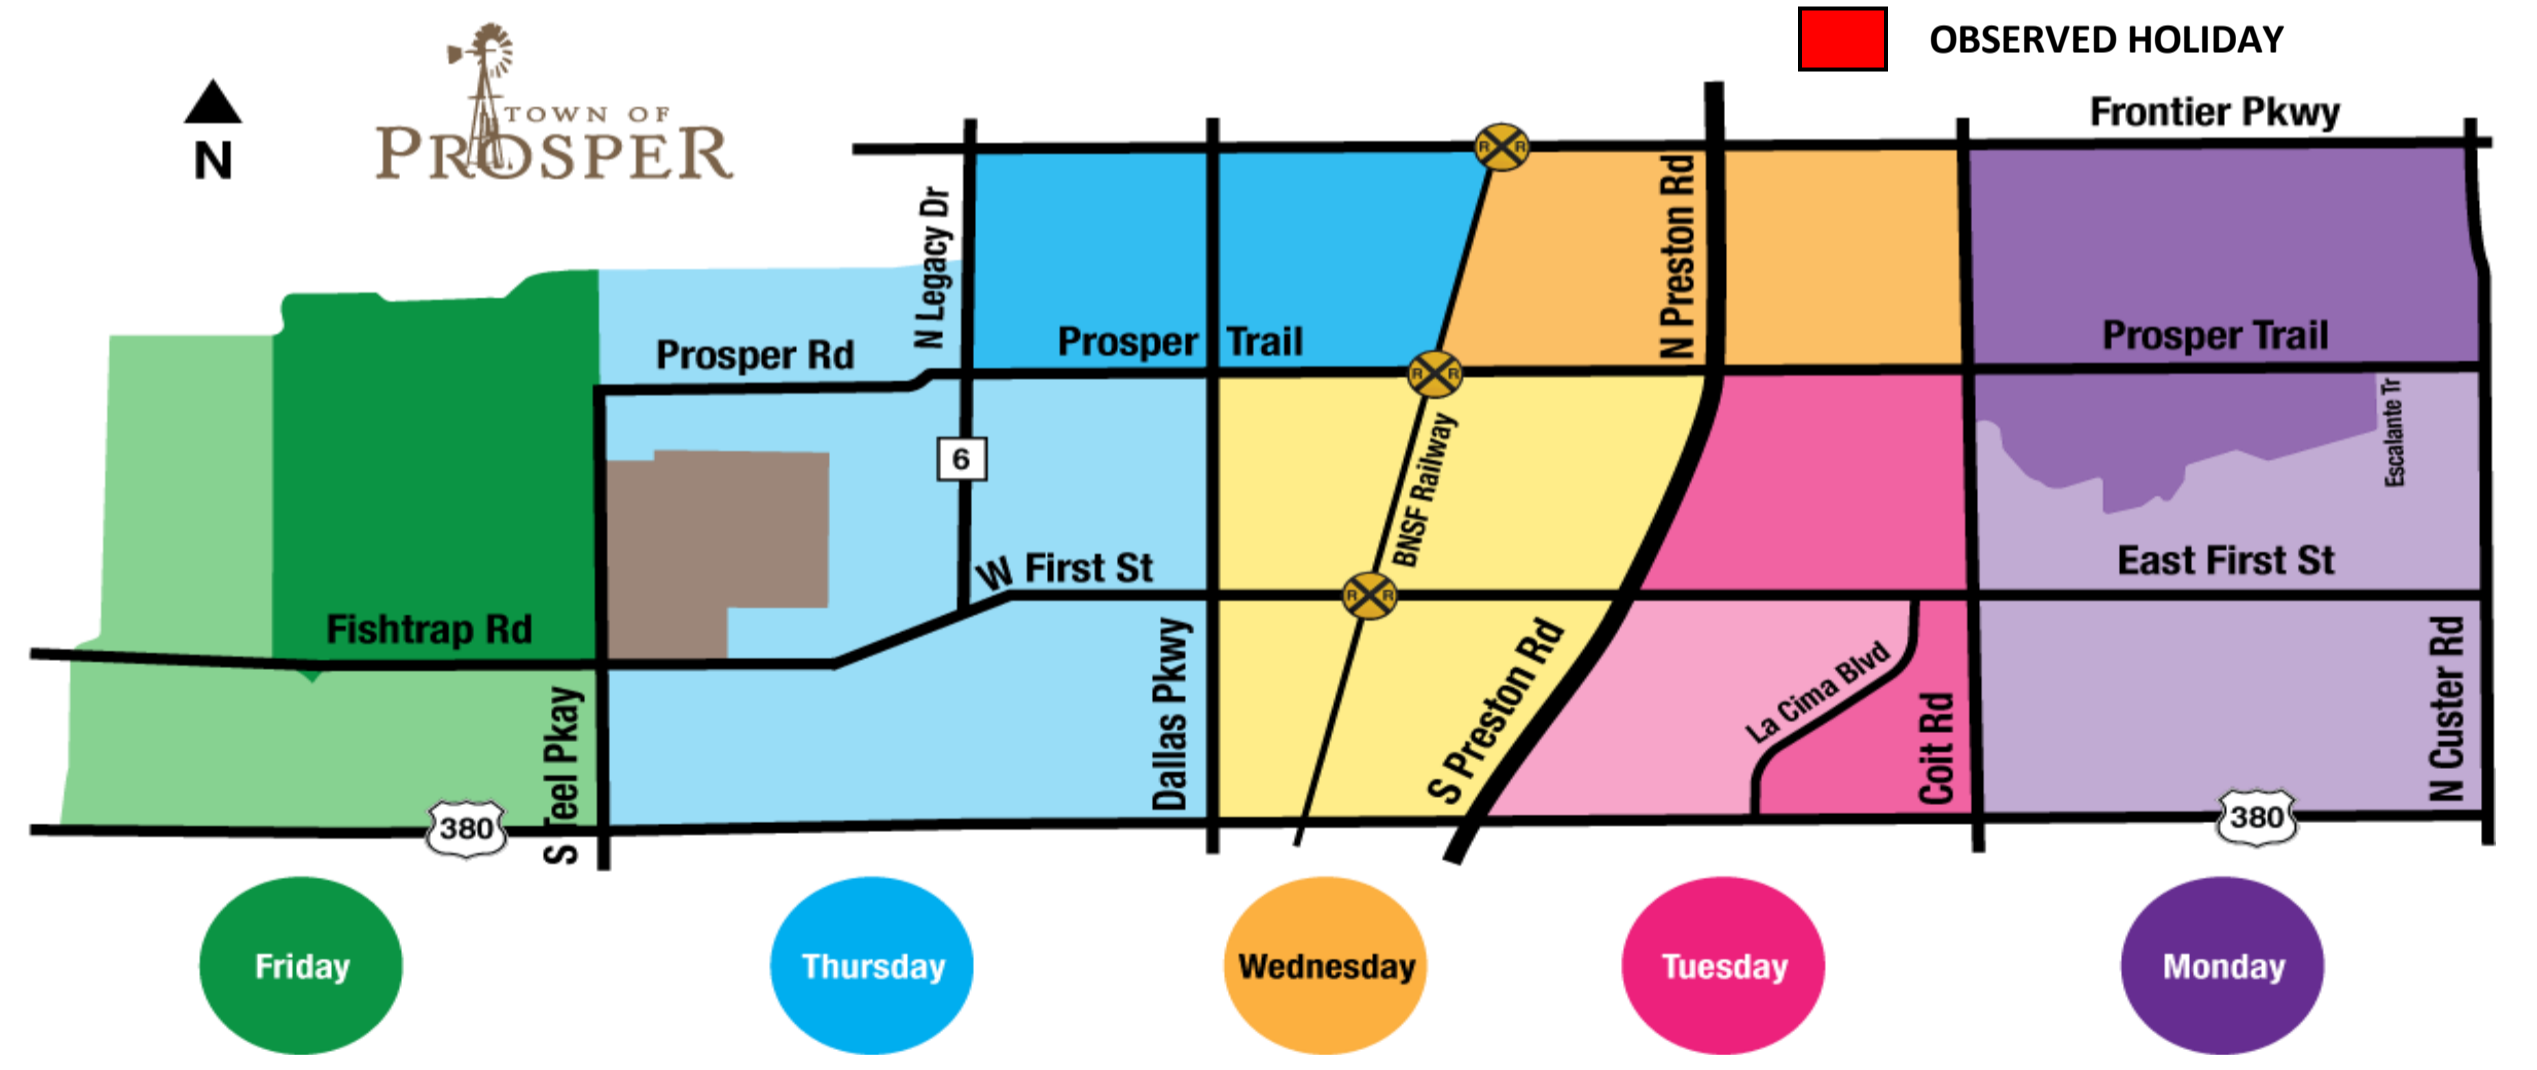 OBSERVED HOLIDAY
TOWN OF
PROSPER
N
Frontier Pkwy
R R
N Legacy Dr
N Preston Rd
Prosper Rd
Prosper Trail
Prosper Trail
R R
Escalante Tr
6
BNSF Railway
W First St
East First St
R R
Fishtrap Rd
S Teel Pkay
Dallas Pkwy
S Preston Rd
La Cima Blvd
Coit Rd
N Custer Rd
380
380
Friday
Thursday
Wednesday
Tuesday
Monday